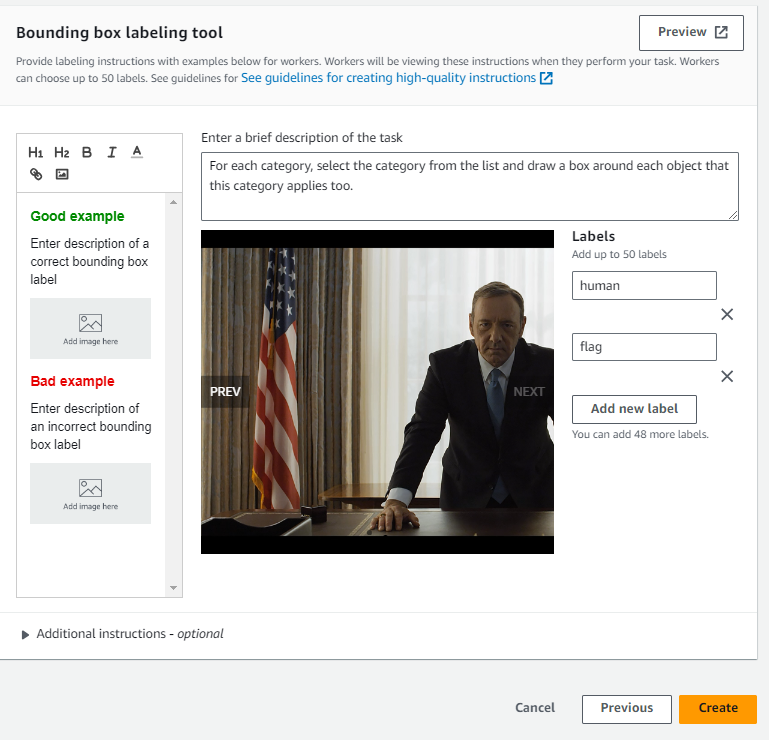 Bounding box labeling tool
Preview
Provide labeling instructions with examples below for workers. Workers will be viewing these instructions when they perform your task. Workers
can choose up to 50 labels. See guidelines for See guidelines for creating high-quality instructions
H1 H2 B I A
Good example
Enter description of a
correct bounding box
label
Add image here
Bad example
Enter description of
an incorrect bounding
box label
Add image here
Enter a brief description of the task
For each category, select the category from the list and draw a box around each object that
this category applies too.
PREV
NEXT
Labels
Add up to 50 labels
human
flag
Add new label
You can add 48 more labels.
Additional instructions - optional
Cancel
Previous
Create